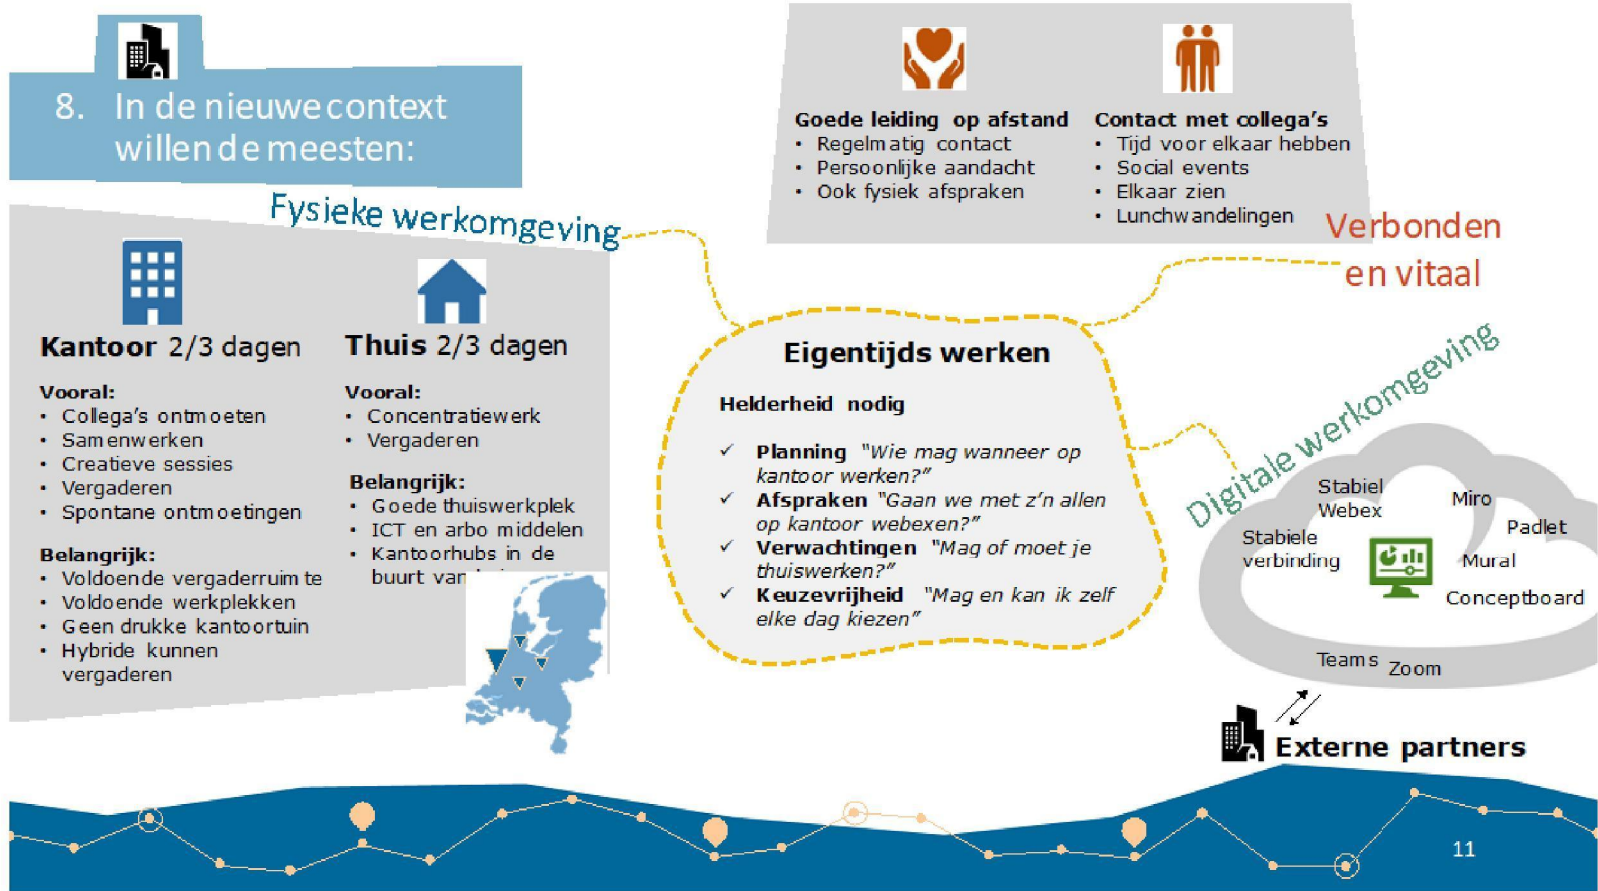 8. In de nieuwe context
willen de meesten:
Fysieke werkomgeving
Kantoor 2/3 dagen
Vooral:
• Collega's ontmoeten
• Samenwerken
• Creatieve sessies
• Vergaderen
• Spontane ontmoetingen
Belangrijk:
• Voldoende vergaderruimte
• Voldoende werkplekken
• Geen drukke kantoortuin
• Hybride kunnen
vergaderen
Thuis 2/3 dagen
Vooral:
• Concentratiewerk
• Vergaderen
Belangrijk:
• Goede thuiswerkplek
• ICT en arbo middelen
• Kantoorhubs in de
buurt van
Goede leiding op afstand
• Regelmatig contact
• Persoonlijke aandacht
• Ook fysiek afspraken
Contact met collega's
• Tijd voor elkaar hebben
• Social events
• Elkaar zien
• Lunchwandelingen
Verbonden
en vitaal
Eigentijds werken
Helderheid nodig
✓ Planning "Wie mag wanneer op
kantoor werken?"
✓ Afspraken "Gaan we met z'n allen
op kantoor webexen?"
✓ Verwachtingen "Mag of moet je
thuiswerken?"
✓ Keuzevrijheid "Mag en kan ik zelf
elke dag kiezen"
Digitale werkomgeving
Stabiel
Webex
Miro
Padlet
Stabiele
verbinding
Mural
Conceptboard
Teams
Zoom
Externe partners
11